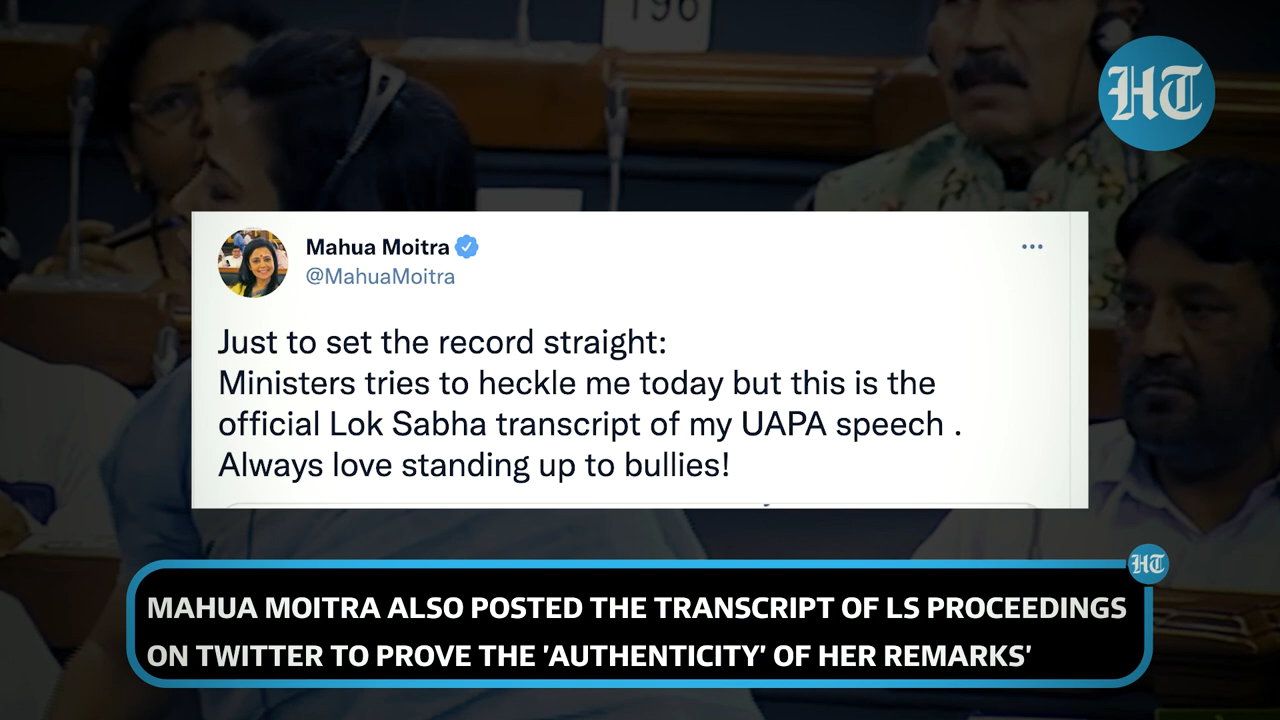 196
HT
Mahua Moitra
@MahuaMoitra
Just to set the record straight:
Ministers tries to heckle me today but this is the
official Lok Sabha transcript of my UAPA speech .
Always love standing up to bullies!
HT
MAHUA MOITRA ALSO POSTED THE TRANSCRIPT OF LS PROCEEDINGS
ON TWITTER TO PROVE THE 'AUTHENTICITY' OF HER REMARKS'